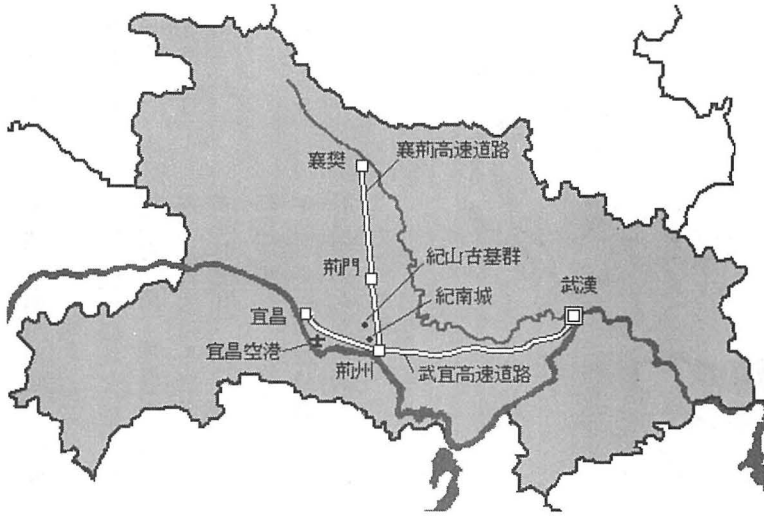 襄樊
襄荊高速道路
荊門
紀山古墓群
紀南城
武漢
宜昌
宜昌空港
荊州
武宜高速道路